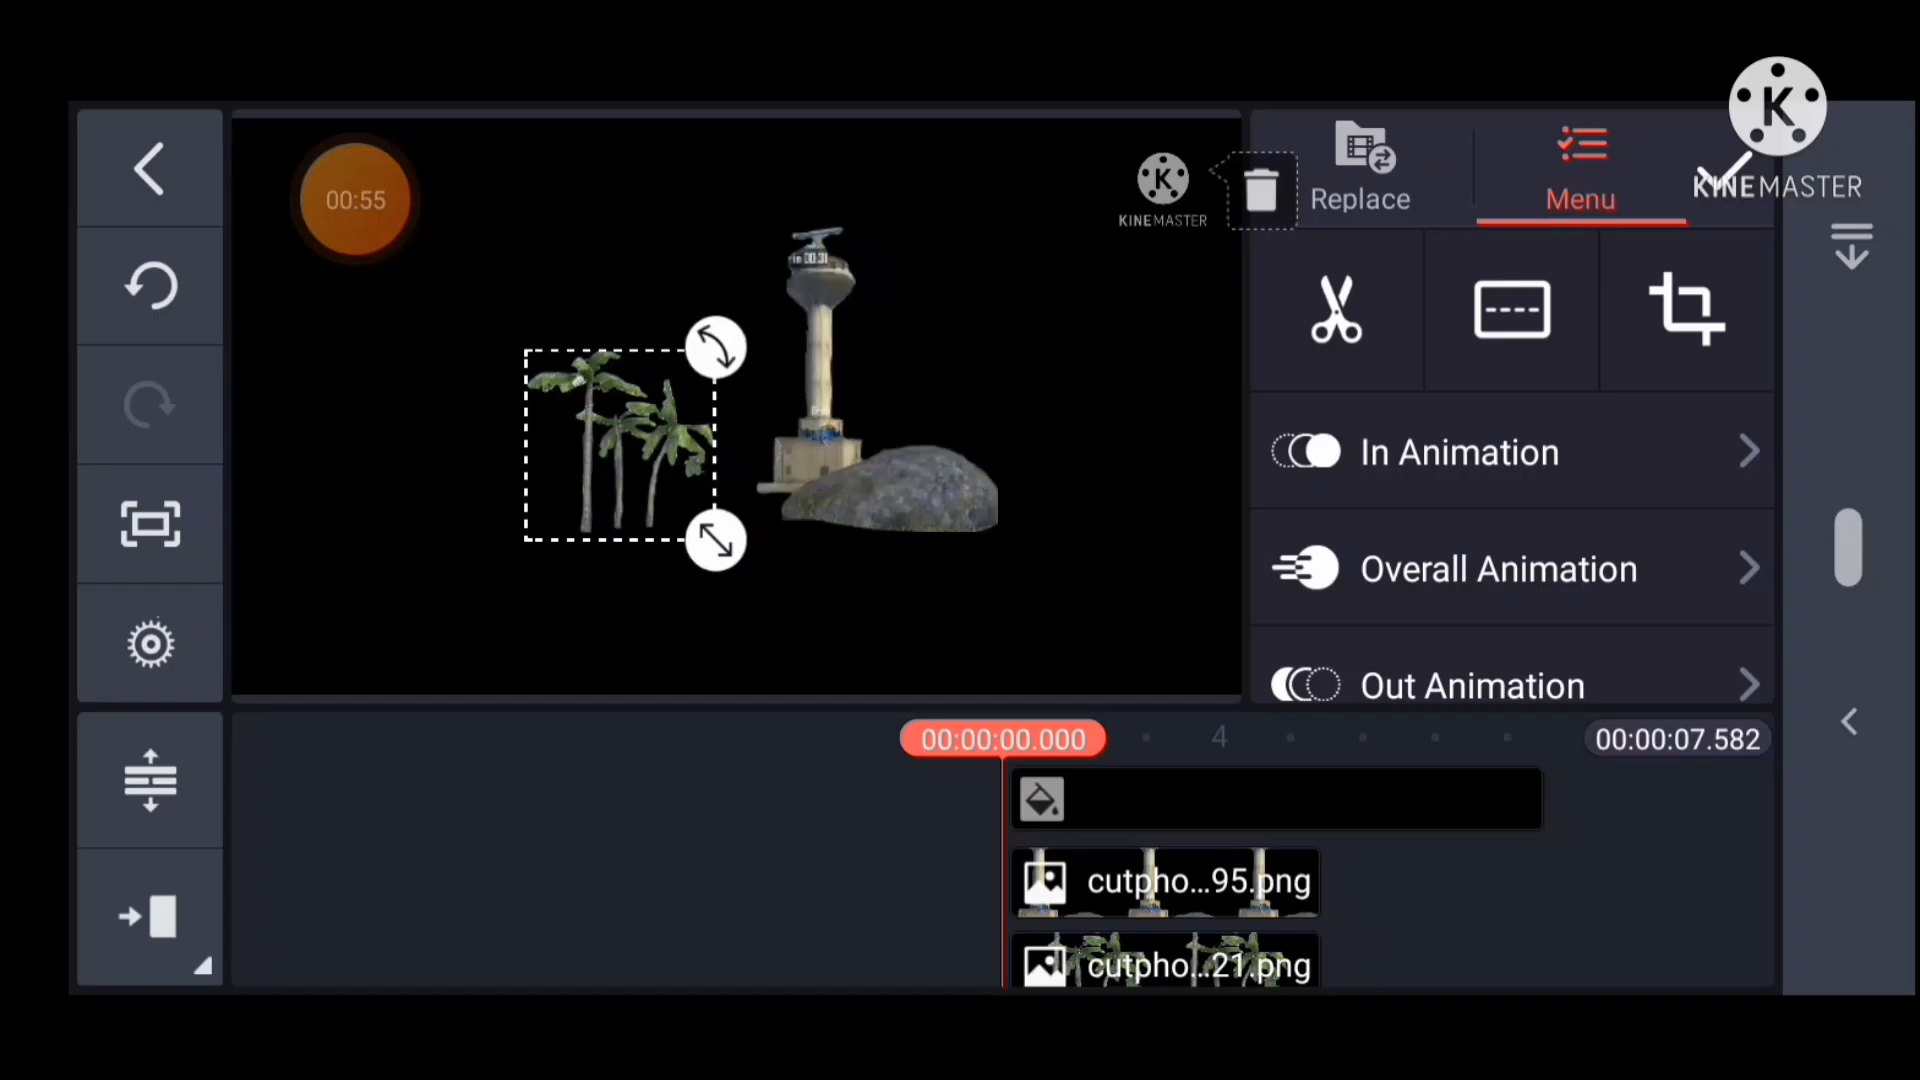 00:55
KINEMASTER
Replace
Menu
K
KINEMASTER
In Animation
Overall Animation
Out Animation
00:00:00.000
4
00:00:07.582
cutpho...95.png
cutpho...21.png